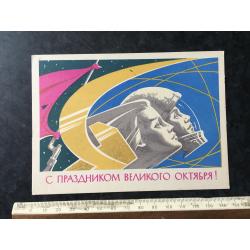 С ПРАЗДНИКОМ ВЕЛИКОГО ОКТЯБРЯ!